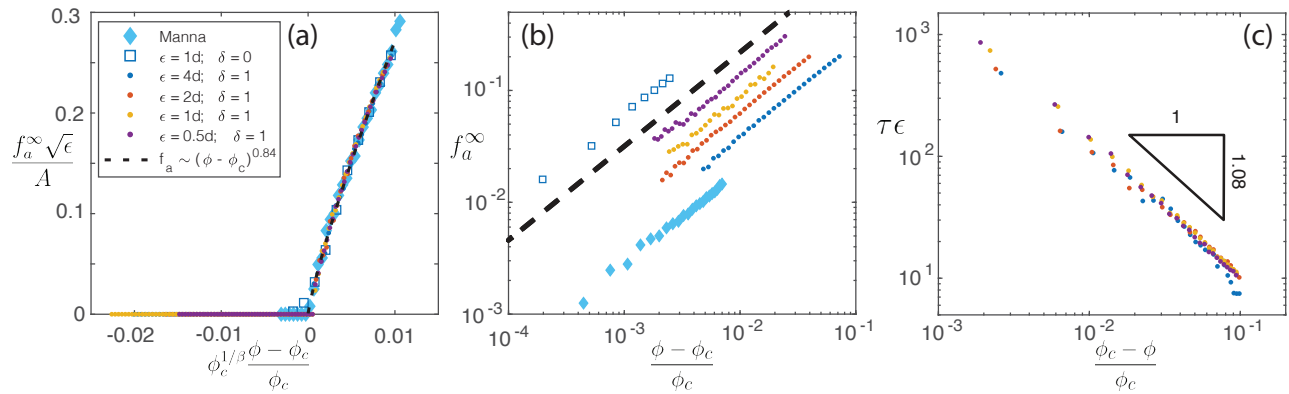 (a)
0.3
0.2
0.1
0
-0.02
-0.01
0
0.01
f_a^∞ √ϵ
A
ϕ_c^{1/β} ϕ - ϕ_c
ϕ_c
Manna
ϵ = 1d; δ = 0
ϵ = 4d; δ = 1
ϵ = 2d; δ = 1
ϵ = 1d; δ = 1
ϵ = 0.5d; δ = 1
f_a ~ (ϕ - ϕ_c)^0.84
(b)
10^0
10^-1
10^-2
10^-3
10^-4
10^-3
10^-2
10^-1
f_a^∞
ϕ - ϕ_c
ϕ_c
(c)
10^3
10^2
10^1
10^-3
10^-2
10^-1
τϵ
1
1.08
ϕ_c - ϕ
ϕ_c